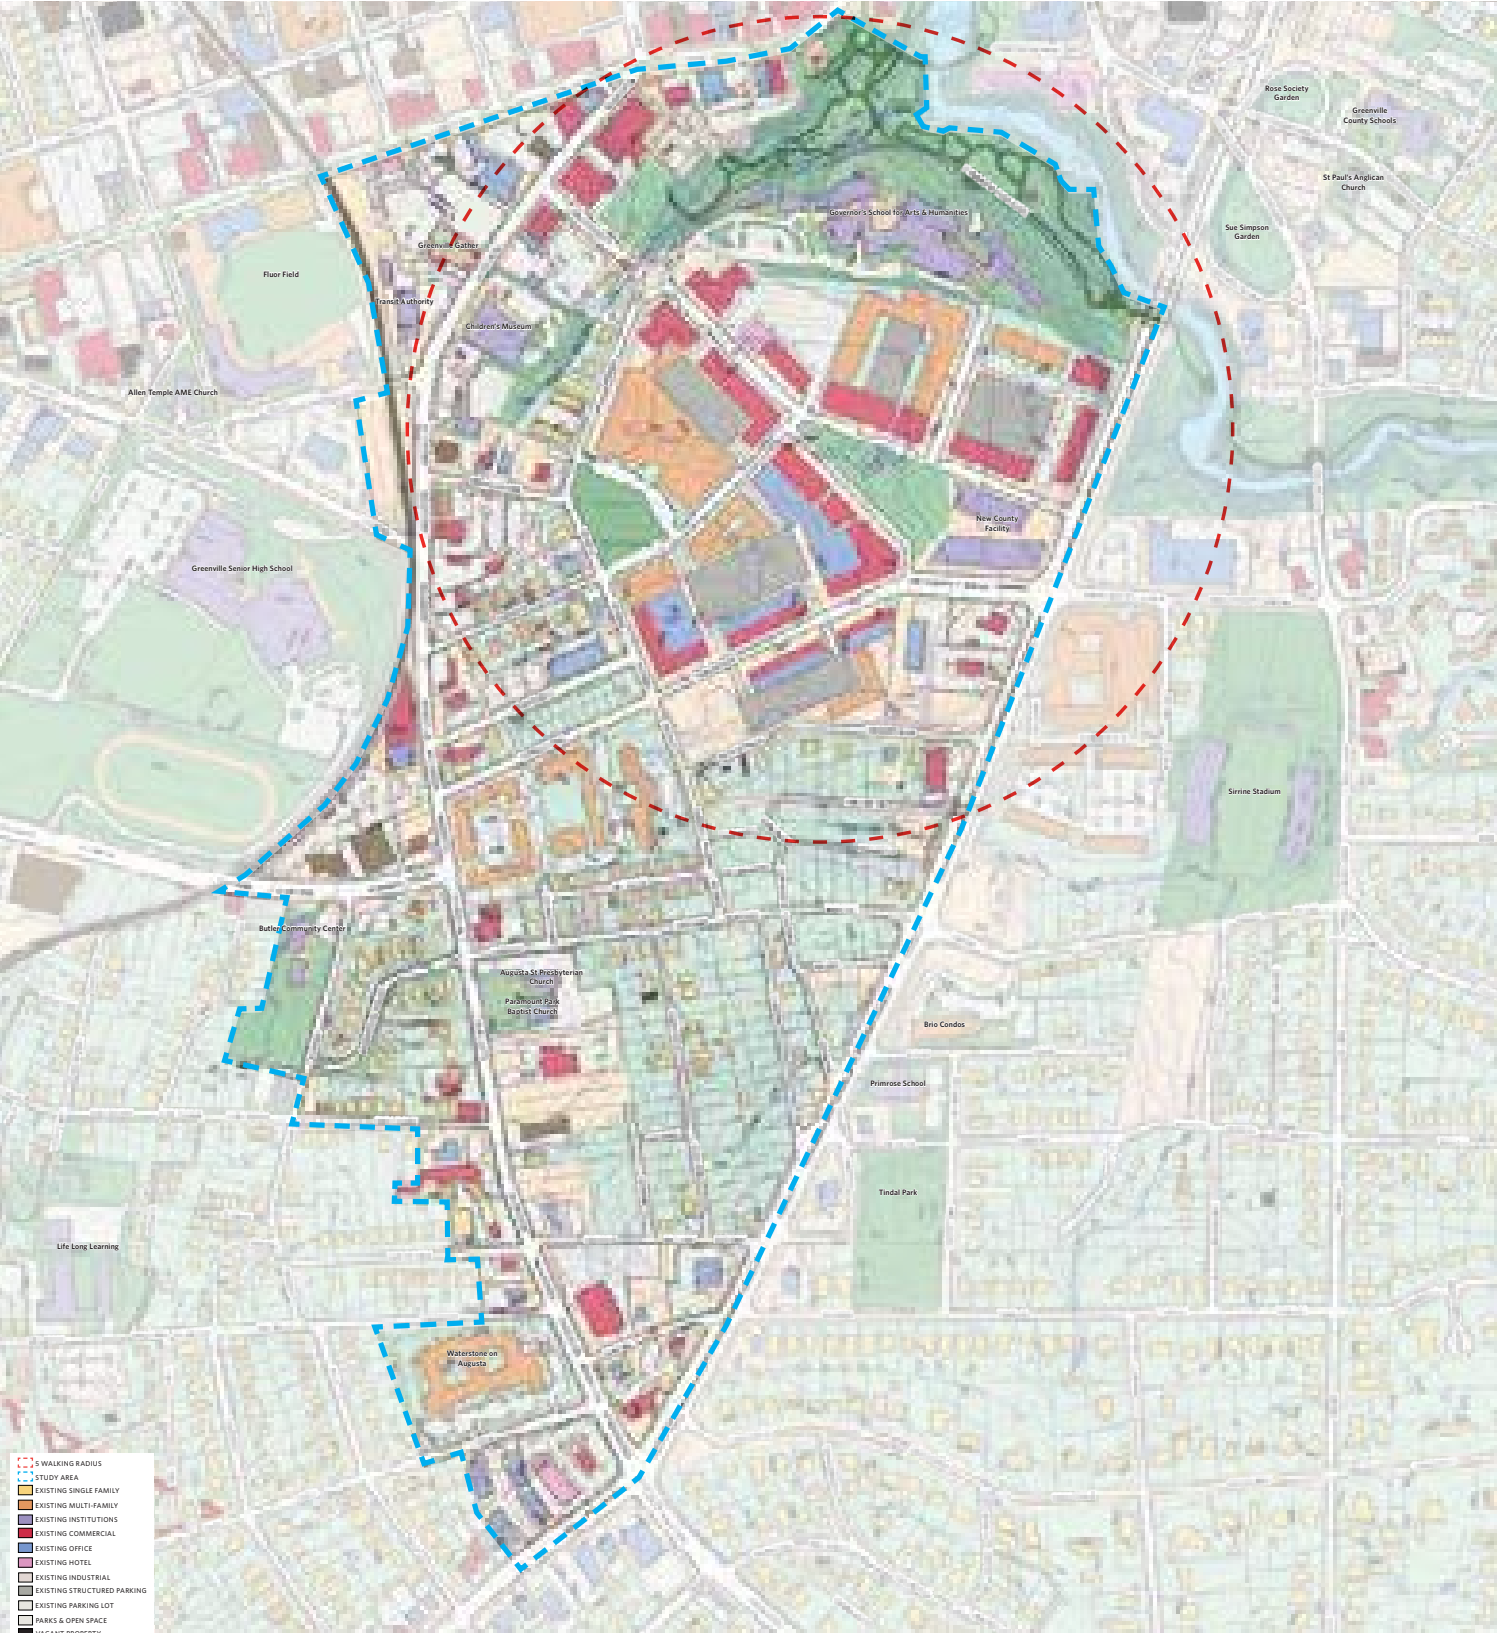 Rose Society
Garden
Greenville
County Schools
St Paul's Anglican
Church
Governor's School for Arts & Humanities
Sue Simpson
Garden
Greenville Gather
Fluor Field
Transit Authority
Children's Museum
Allen Temple AME Church
New County
Facility
Greenville Senior High School
Sirrine Stadium
Butler Community Center
Augusta St Presbyterian
Church
Paramount Park
Baptist Church
Brio Condos
Primrose School
Tindal Park
Life Long Learning
Waterstone on
Augusta
5 WALKING RADIUS
STUDY AREA
EXISTING SINGLE FAMILY
EXISTING MULTI-FAMILY
EXISTING INSTITUTIONS
EXISTING COMMERCIAL
EXISTING OFFICE
EXISTING HOTEL
EXISTING INDUSTRIAL
EXISTING STRUCTURED PARKING
EXISTING PARKING LOT
PARKS & OPEN SPACE
VACANT PROPERTY